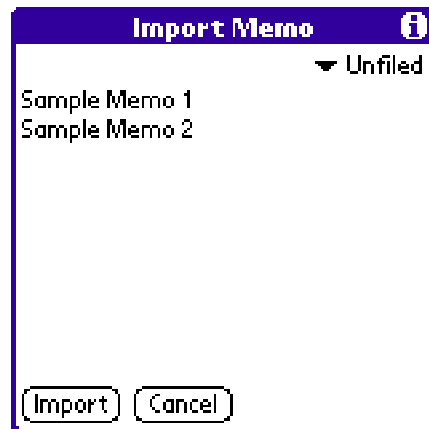 Import Memo
Unfiled
Sample Memo 1
Sample Memo 2
Import Cancel